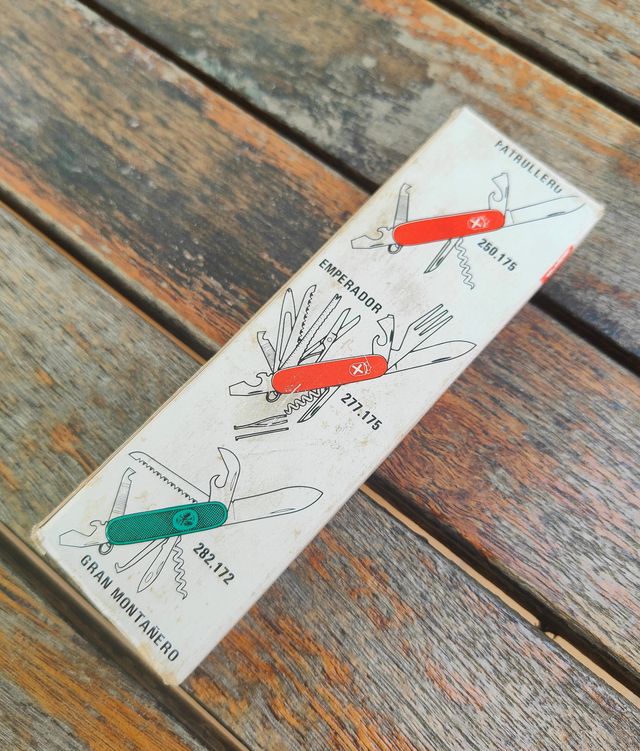 PATRULLERO
250.175
EMPERADOR
277.175
282.172
GRAN MONTAÑERO